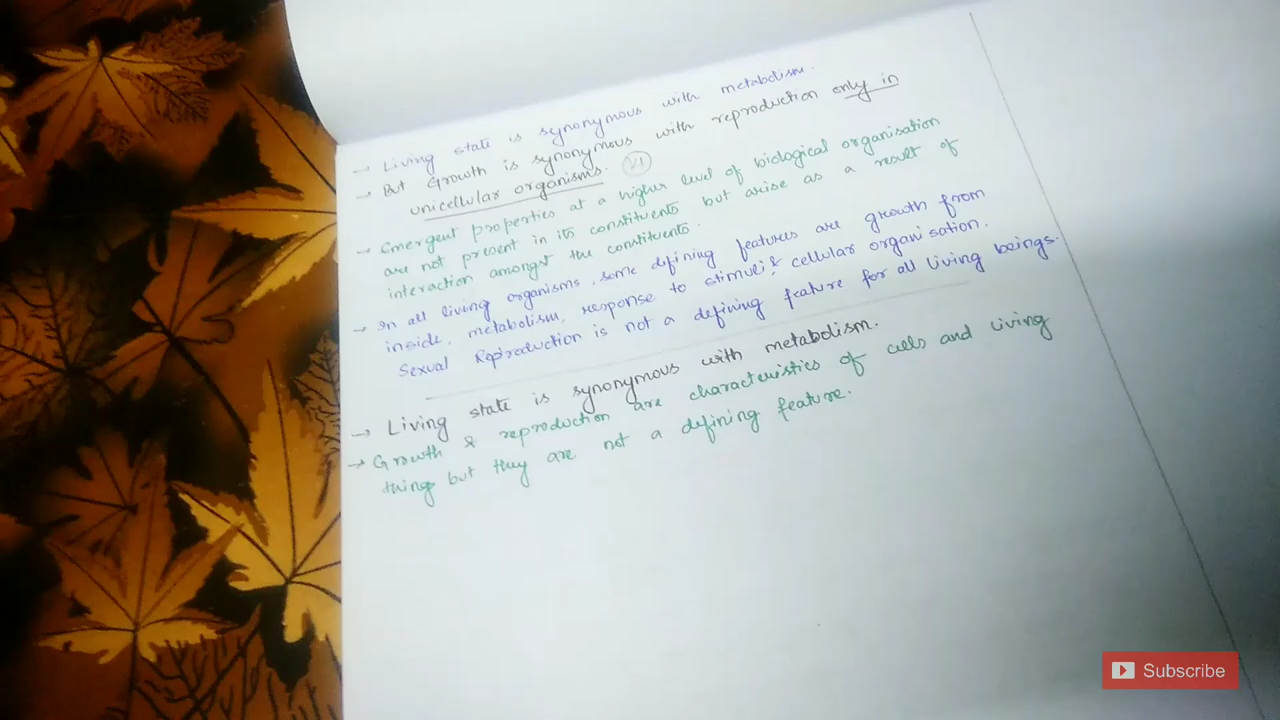 → Living state is synonymous with metabolism.
→ But Growth is synonymous with reproduction only in
unicellular organisms.
→ Emergent properties at a higher level of biological organisation
are not present in its constituents but arise as a result of
interaction amongst the constituents.
→ In all living organisms, some defining features are growth from
inside, metabolism, response to stimuli & cellular organisation.
Sexual Reproduction is not a defining feature for all living beings.
→ Living state is synonymous with metabolism.
→ Growth & reproduction are characteristics of cells and living
thing but they are not a defining feature.
Subscribe